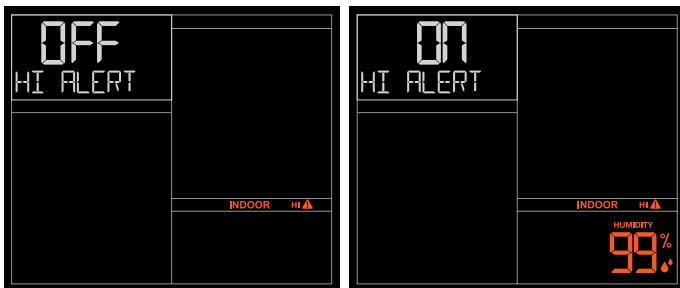 OFF
HI ALERT
INDOOR HI
ON
HI ALERT
INDOOR HI
HUMIDITY
99%